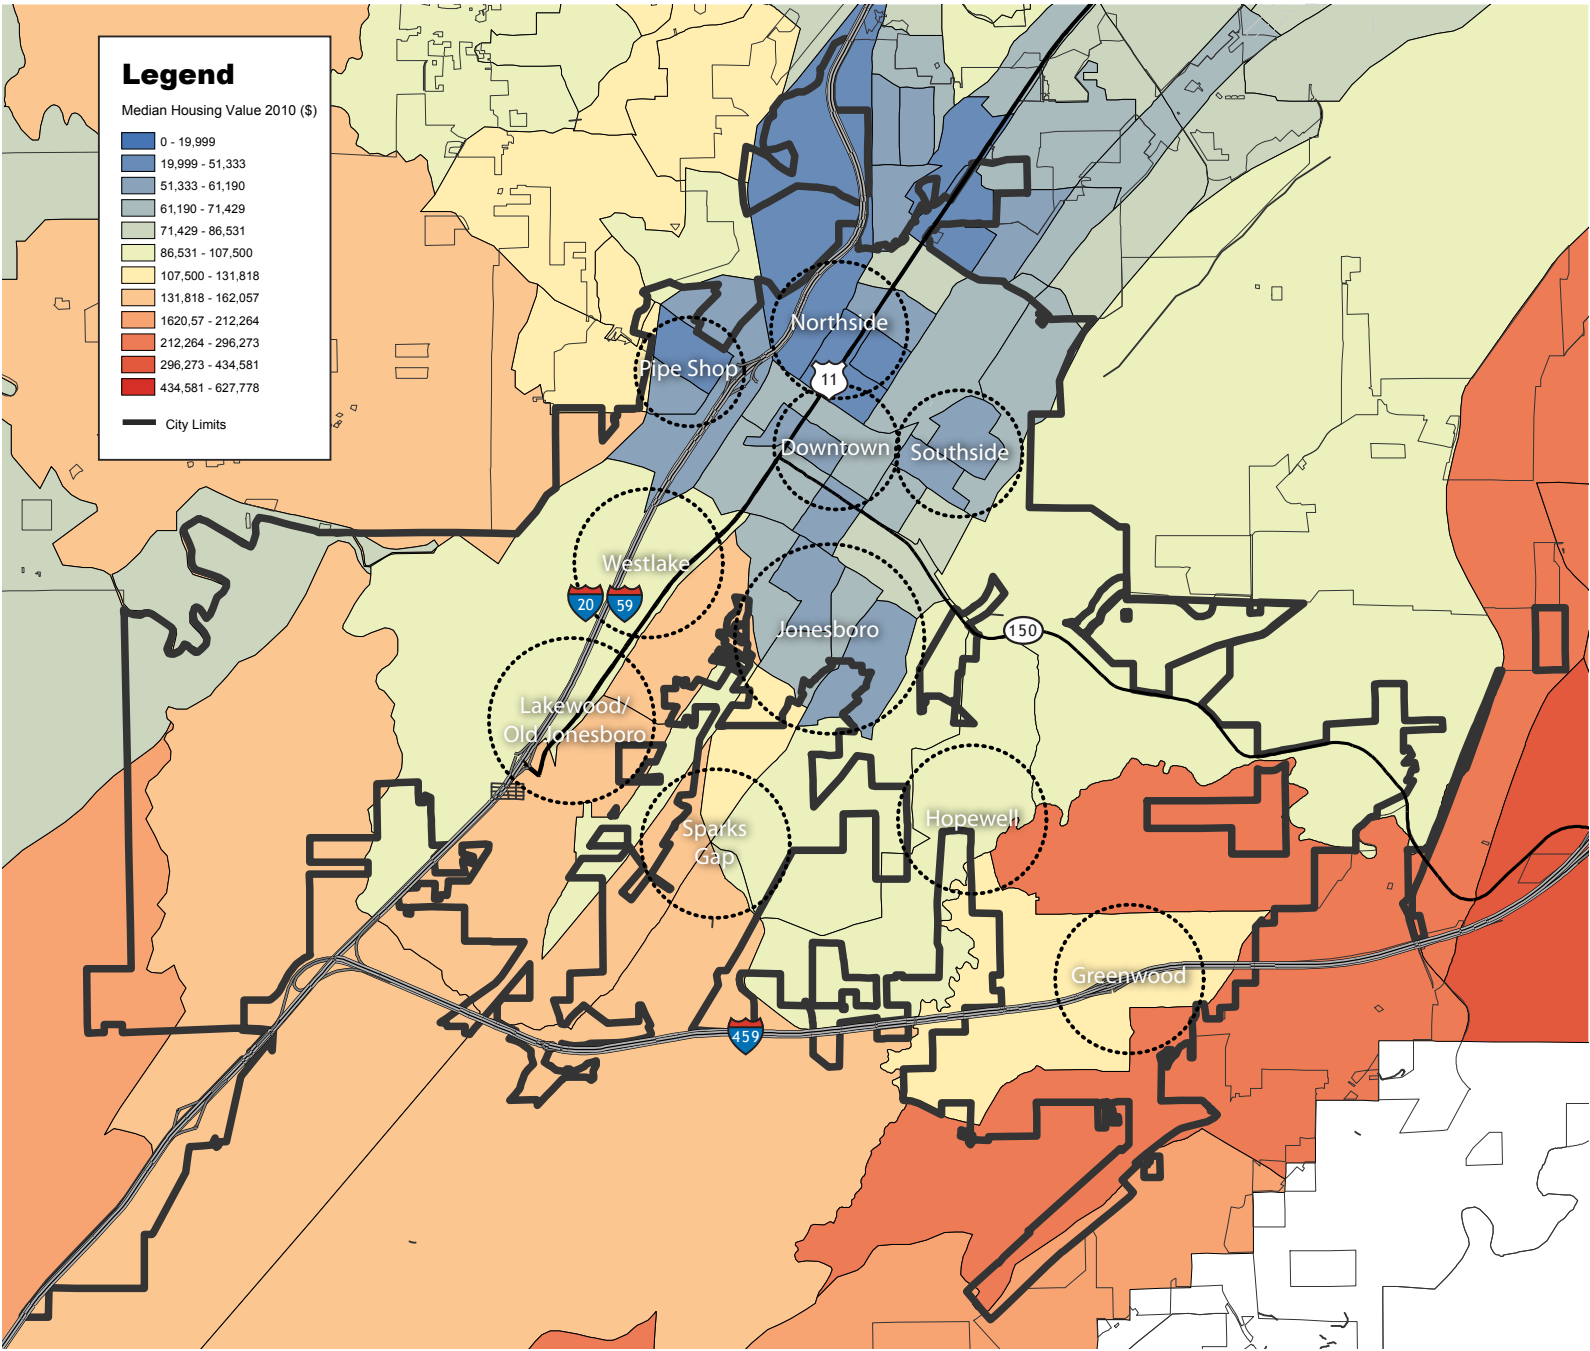 Legend
Median Housing Value 2010 ($)
0 - 19,999
19,999 - 51,333
51,333 - 61,190
61,190 - 71,429
71,429 - 86,531
86,531 - 107,500
107,500 - 131,818
131,818 - 162,057
1620,57 - 212,264
212,264 - 296,273
296,273 - 434,581
434,581 - 627,778
City Limits
Northside
Pipe Shop
11
Downtown
Southside
Westlake
20
59
Jonesboro
150
Lakewood/
Old Jonesboro
Sparks
Gap
Hopewell
Greenwood
459